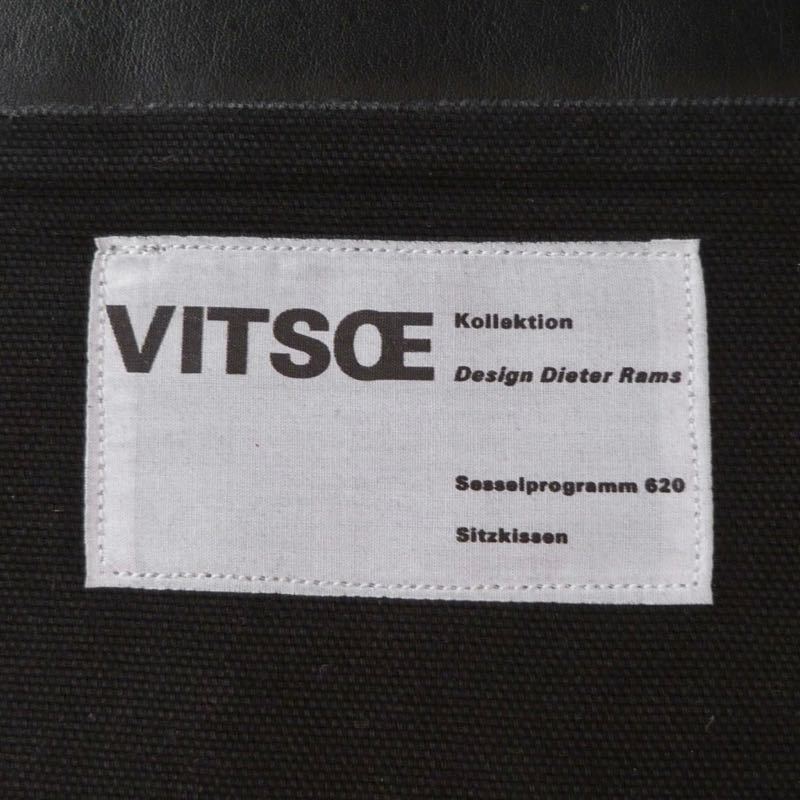 VITSŒ
Kollektion
Design Dieter Rams
Sesselprogramm 620
Sitzkissen